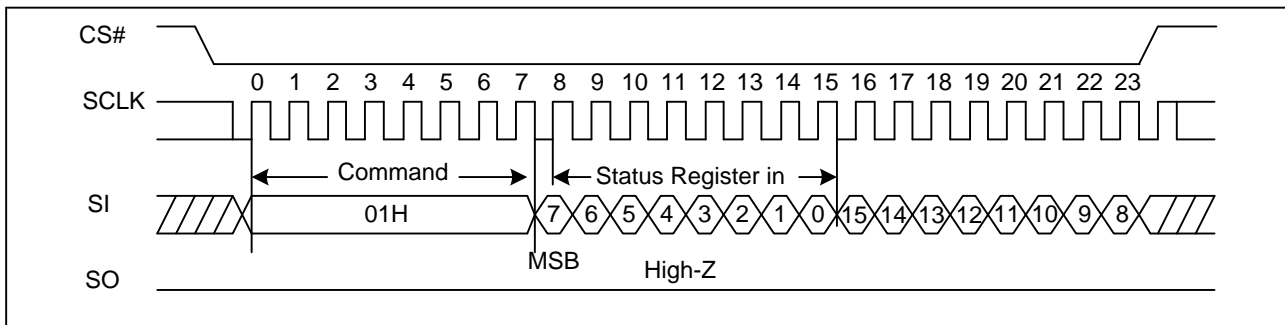 CS#
0 1 2 3 4 5 6 7 8 9 10 11 12 13 14 15 16 17 18 19 20 21 22 23
SCLK
Command Status Register in
SI 01H 7 6 5 4 3 2 1 0 15 14 13 12 11 10 9 8
MSB High-Z
SO